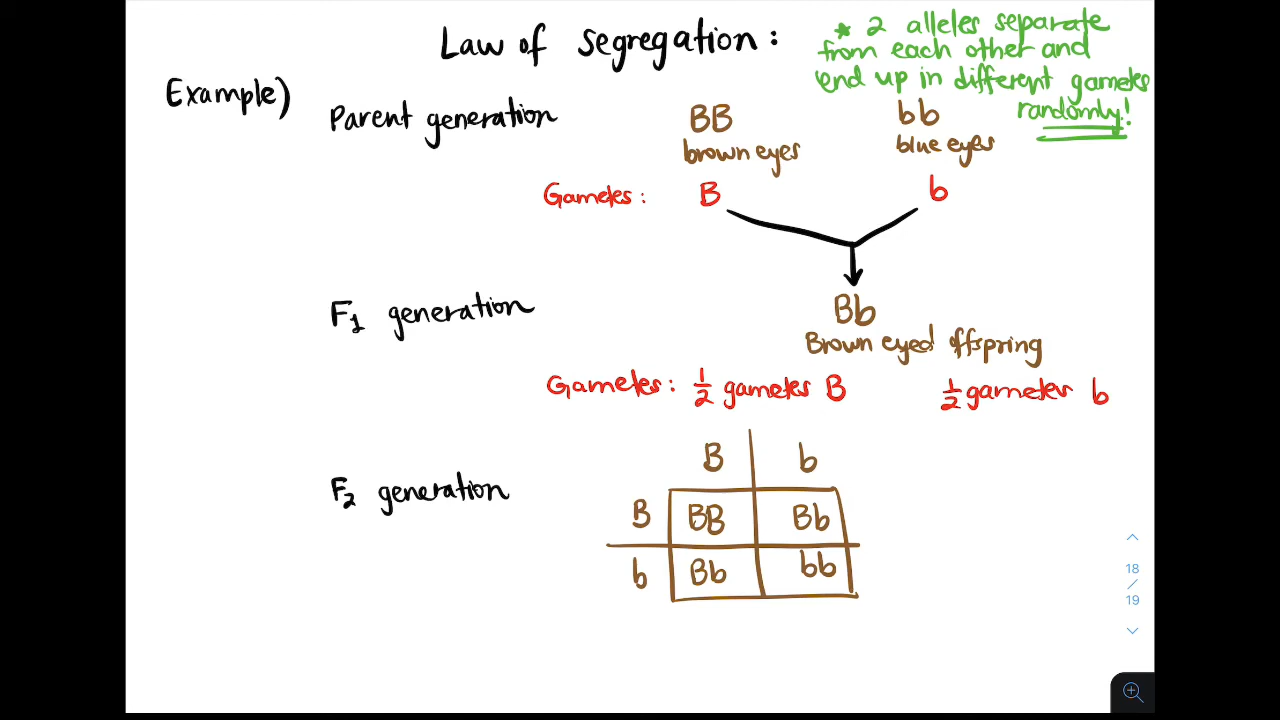 Law of segregation:
* 2 alleles separate
from each other and
end up in different gametes
randomly!
Example)
Parent generation
BB
bb
brown eyes
blue eyes
Gametes:
B
b
F1 generation
Bb
Brown eyed offspring
Gametes: 1/2 gametes B
1/2 gametes b
F2 generation
B b
B BB Bb
b Bb bb
18
/
19